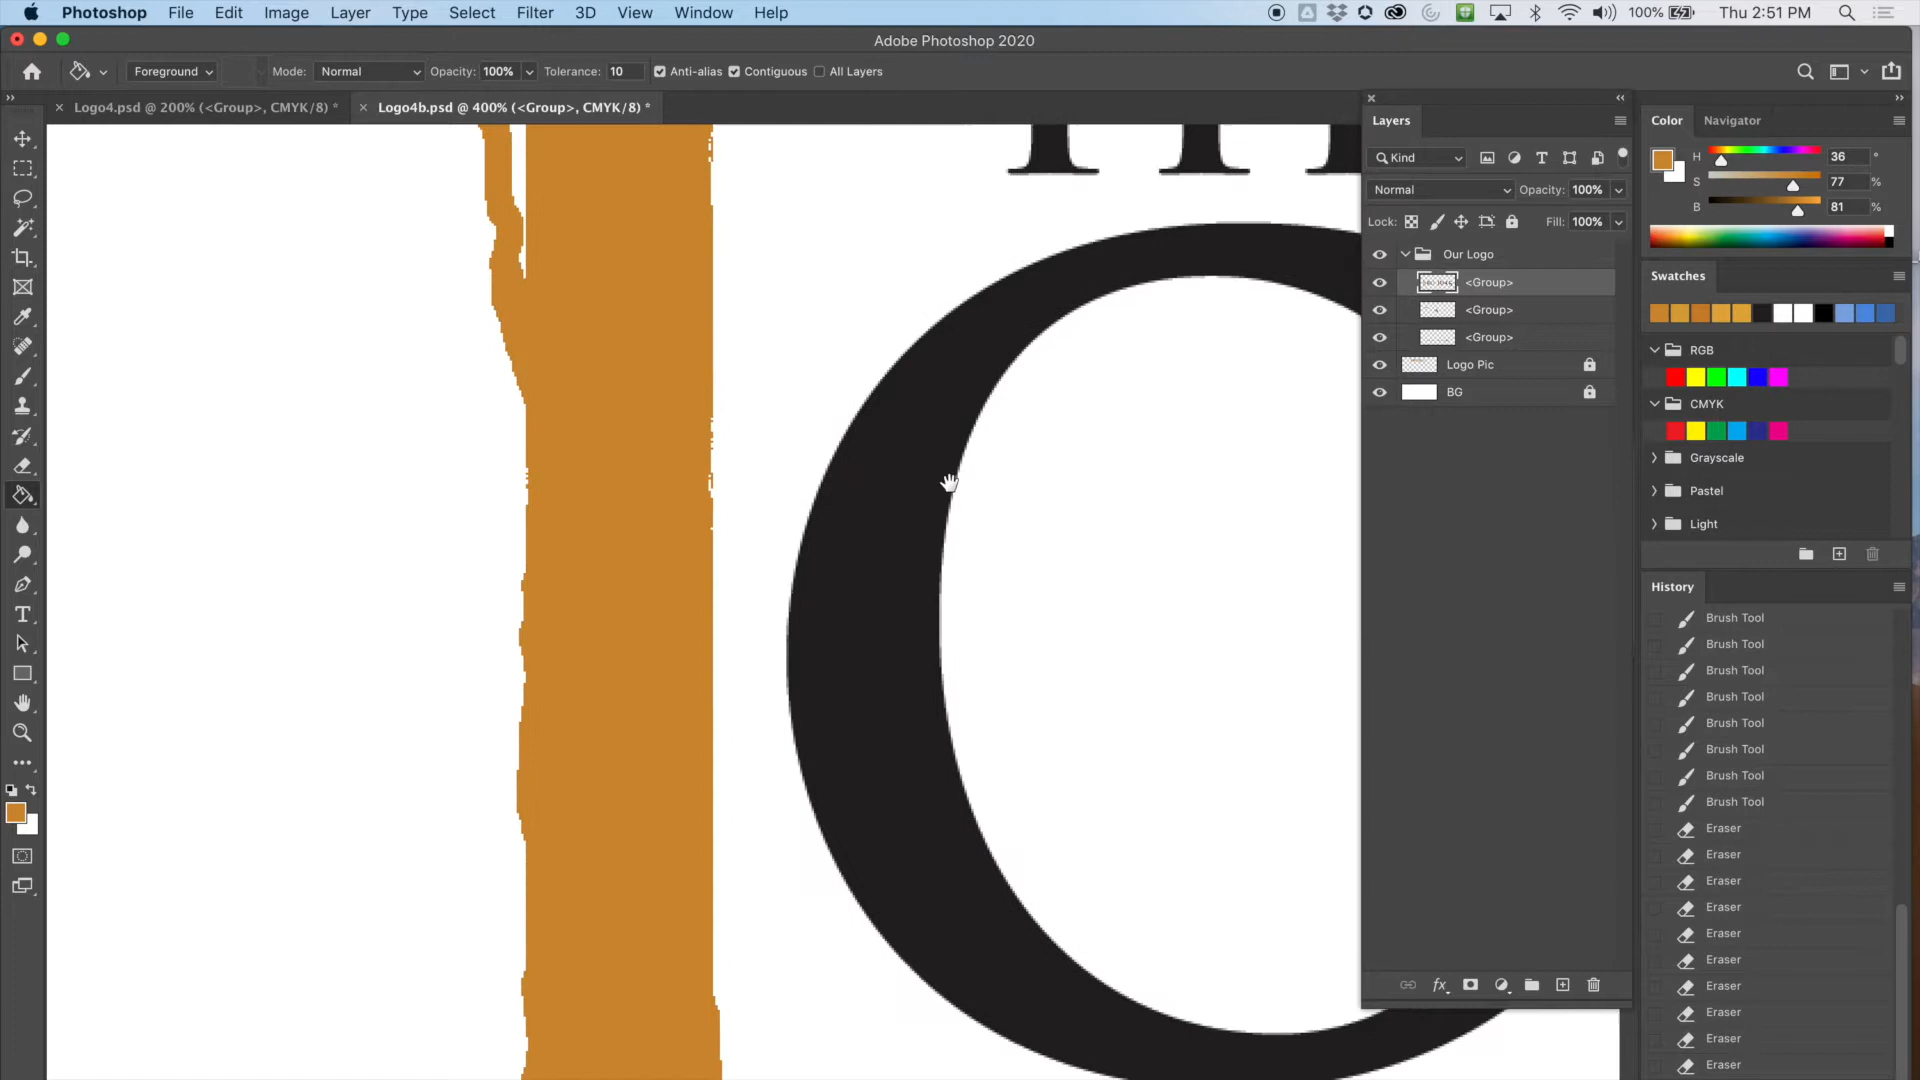 Photoshop File Edit Image Layer Type Select Filter 3D View Window Help 100% Thu 2:51 PM
Adobe Photoshop 2020
Foreground Mode: Normal Opacity: 100% Tolerance: 10 Anti-alias Contiguous All Layers
Logo4.psd @ 200% (<Group>, CMYK/8) * Logo4b.psd @ 400% (<Group>, CMYK/8) *
Layers
Kind
Normal Opacity: 100%
Lock: Fill: 100%
Our Logo
<Group>
<Group>
<Group>
Logo Pic
BG
fx
Color Navigator
H 36 °
S 77 %
B 81 %
Swatches
RGB
CMYK
Grayscale
Pastel
Light
History
Brush Tool
Brush Tool
Brush Tool
Brush Tool
Brush Tool
Brush Tool
Brush Tool
Brush Tool
Eraser
Eraser
Eraser
Eraser
Eraser
Eraser
Eraser
Eraser
Eraser
Eraser